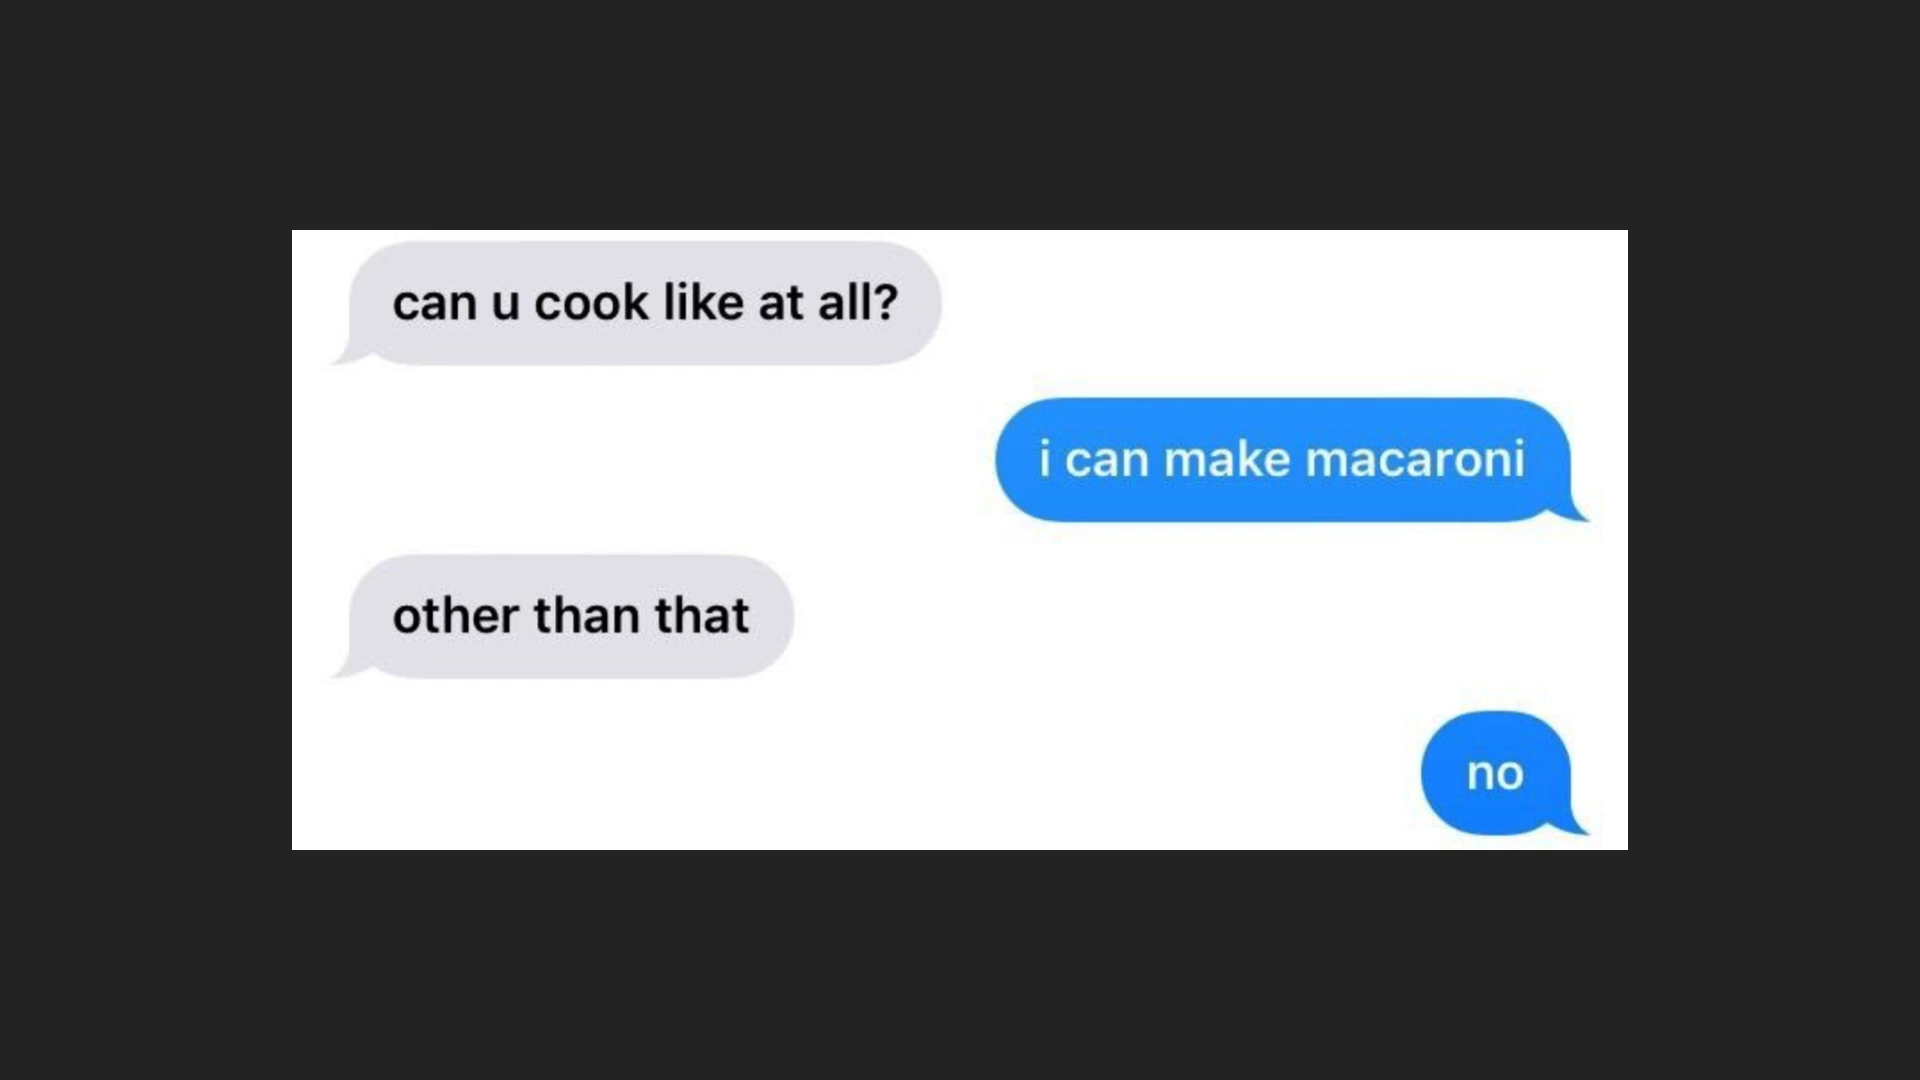 can u cook like at all?
i can make macaroni
other than that
no